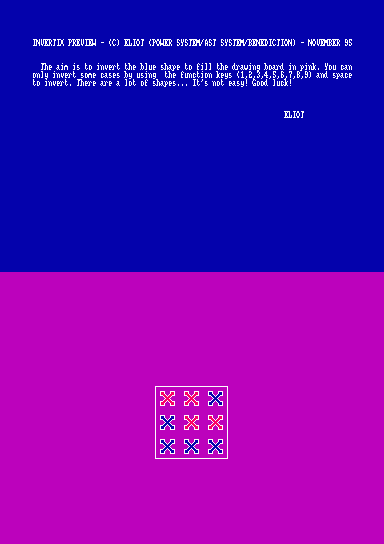 INVERTIX PREVIEW - (C) ELIOT (POWER SYSTEM/AST SYSTEM/BENEDICTION) - NOVEMBER 95
The aim is to invert the blue shape to fill the drawing board in pink. You can
only invert some cases by using  the function keys (1,2,3,4,5,6,7,8,9) and space
to invert. There are a lot of shapes... It's not easy! Good luck!
ELIOT